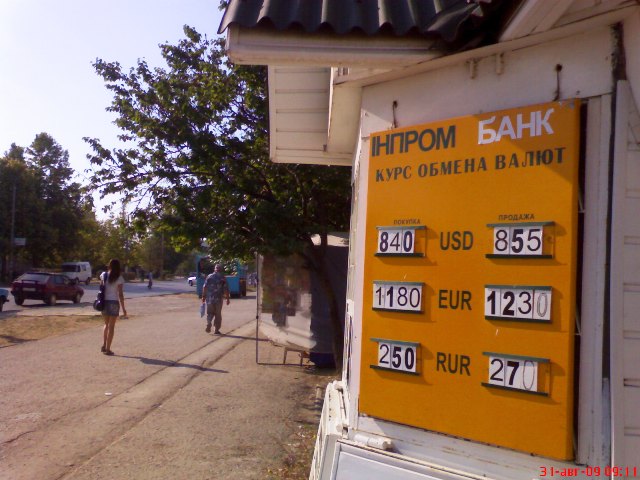 ІНПРОМ БАНК
КУРС ОБМЕНА ВАЛЮТ
ПОКУПКА ПРОДАЖА
840 USD 855
1180 EUR 1230
250 RUR 270
31-авг-09 09:11